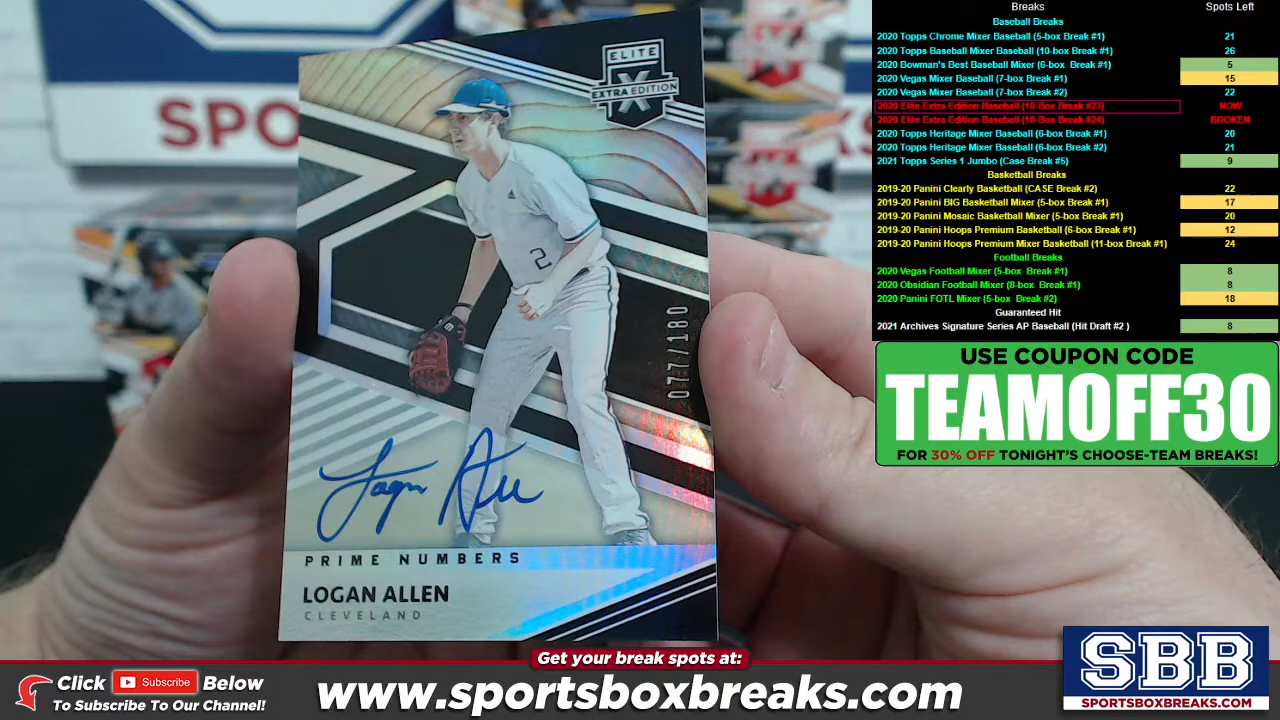 ELITE
X
EXTRA EDITION
2
077/180
Logan Allen
PRIME NUMBERS
LOGAN ALLEN
CLEVELAND
Breaks Spots Left
Baseball Breaks
2020 Topps Chrome Mixer Baseball (5-box Break #1) 21
2020 Topps Baseball Mixer Baseball (10-box Break #1) 26
2020 Bowman's Best Baseball Mixer (6-box Break #1) 5
2020 Vegas Mixer Baseball (7-box Break #1) 15
2020 Vegas Mixer Baseball (7-box Break #2) 22
2020 Elite Extra Edition Baseball (10-Box Break #23) NOW
2020 Elite Extra Edition Baseball (10-Box Break #24) BROKEN
2020 Topps Heritage Mixer Baseball (6-box Break #1) 20
2020 Topps Heritage Mixer Baseball (6-box Break #2) 21
2021 Topps Series 1 Jumbo (Case Break #5) 9
Basketball Breaks
2019-20 Panini Clearly Basketball (CASE Break #2) 22
2019-20 Panini BIG Basketball Mixer (5-box Break #1) 17
2019-20 Panini Mosaic Basketball Mixer (5-box Break #1) 20
2019-20 Panini Hoops Premium Basketball (6-box Break #1) 12
2019-20 Panini Hoops Premium Mixer Basketball (11-box Break #1) 24
Football Breaks
2020 Vegas Football Mixer (5-box Break #1) 8
2020 Obsidian Football Mixer (8-box Break #1) 8
2020 Panini FOTL Mixer (5-box Break #2) 18
Guaranteed Hit
2021 Archives Signature Series AP Baseball (Hit Draft #2 ) 8
USE COUPON CODE
TEAMOFF30
FOR 30% OFF TONIGHT'S CHOOSE-TEAM BREAKS!
Get your break spots at:
Click Subscribe Below
To Subscribe To Our Channel!
www.sportsboxbreaks.com
SBB
SPORTSBOXBREAKS.COM